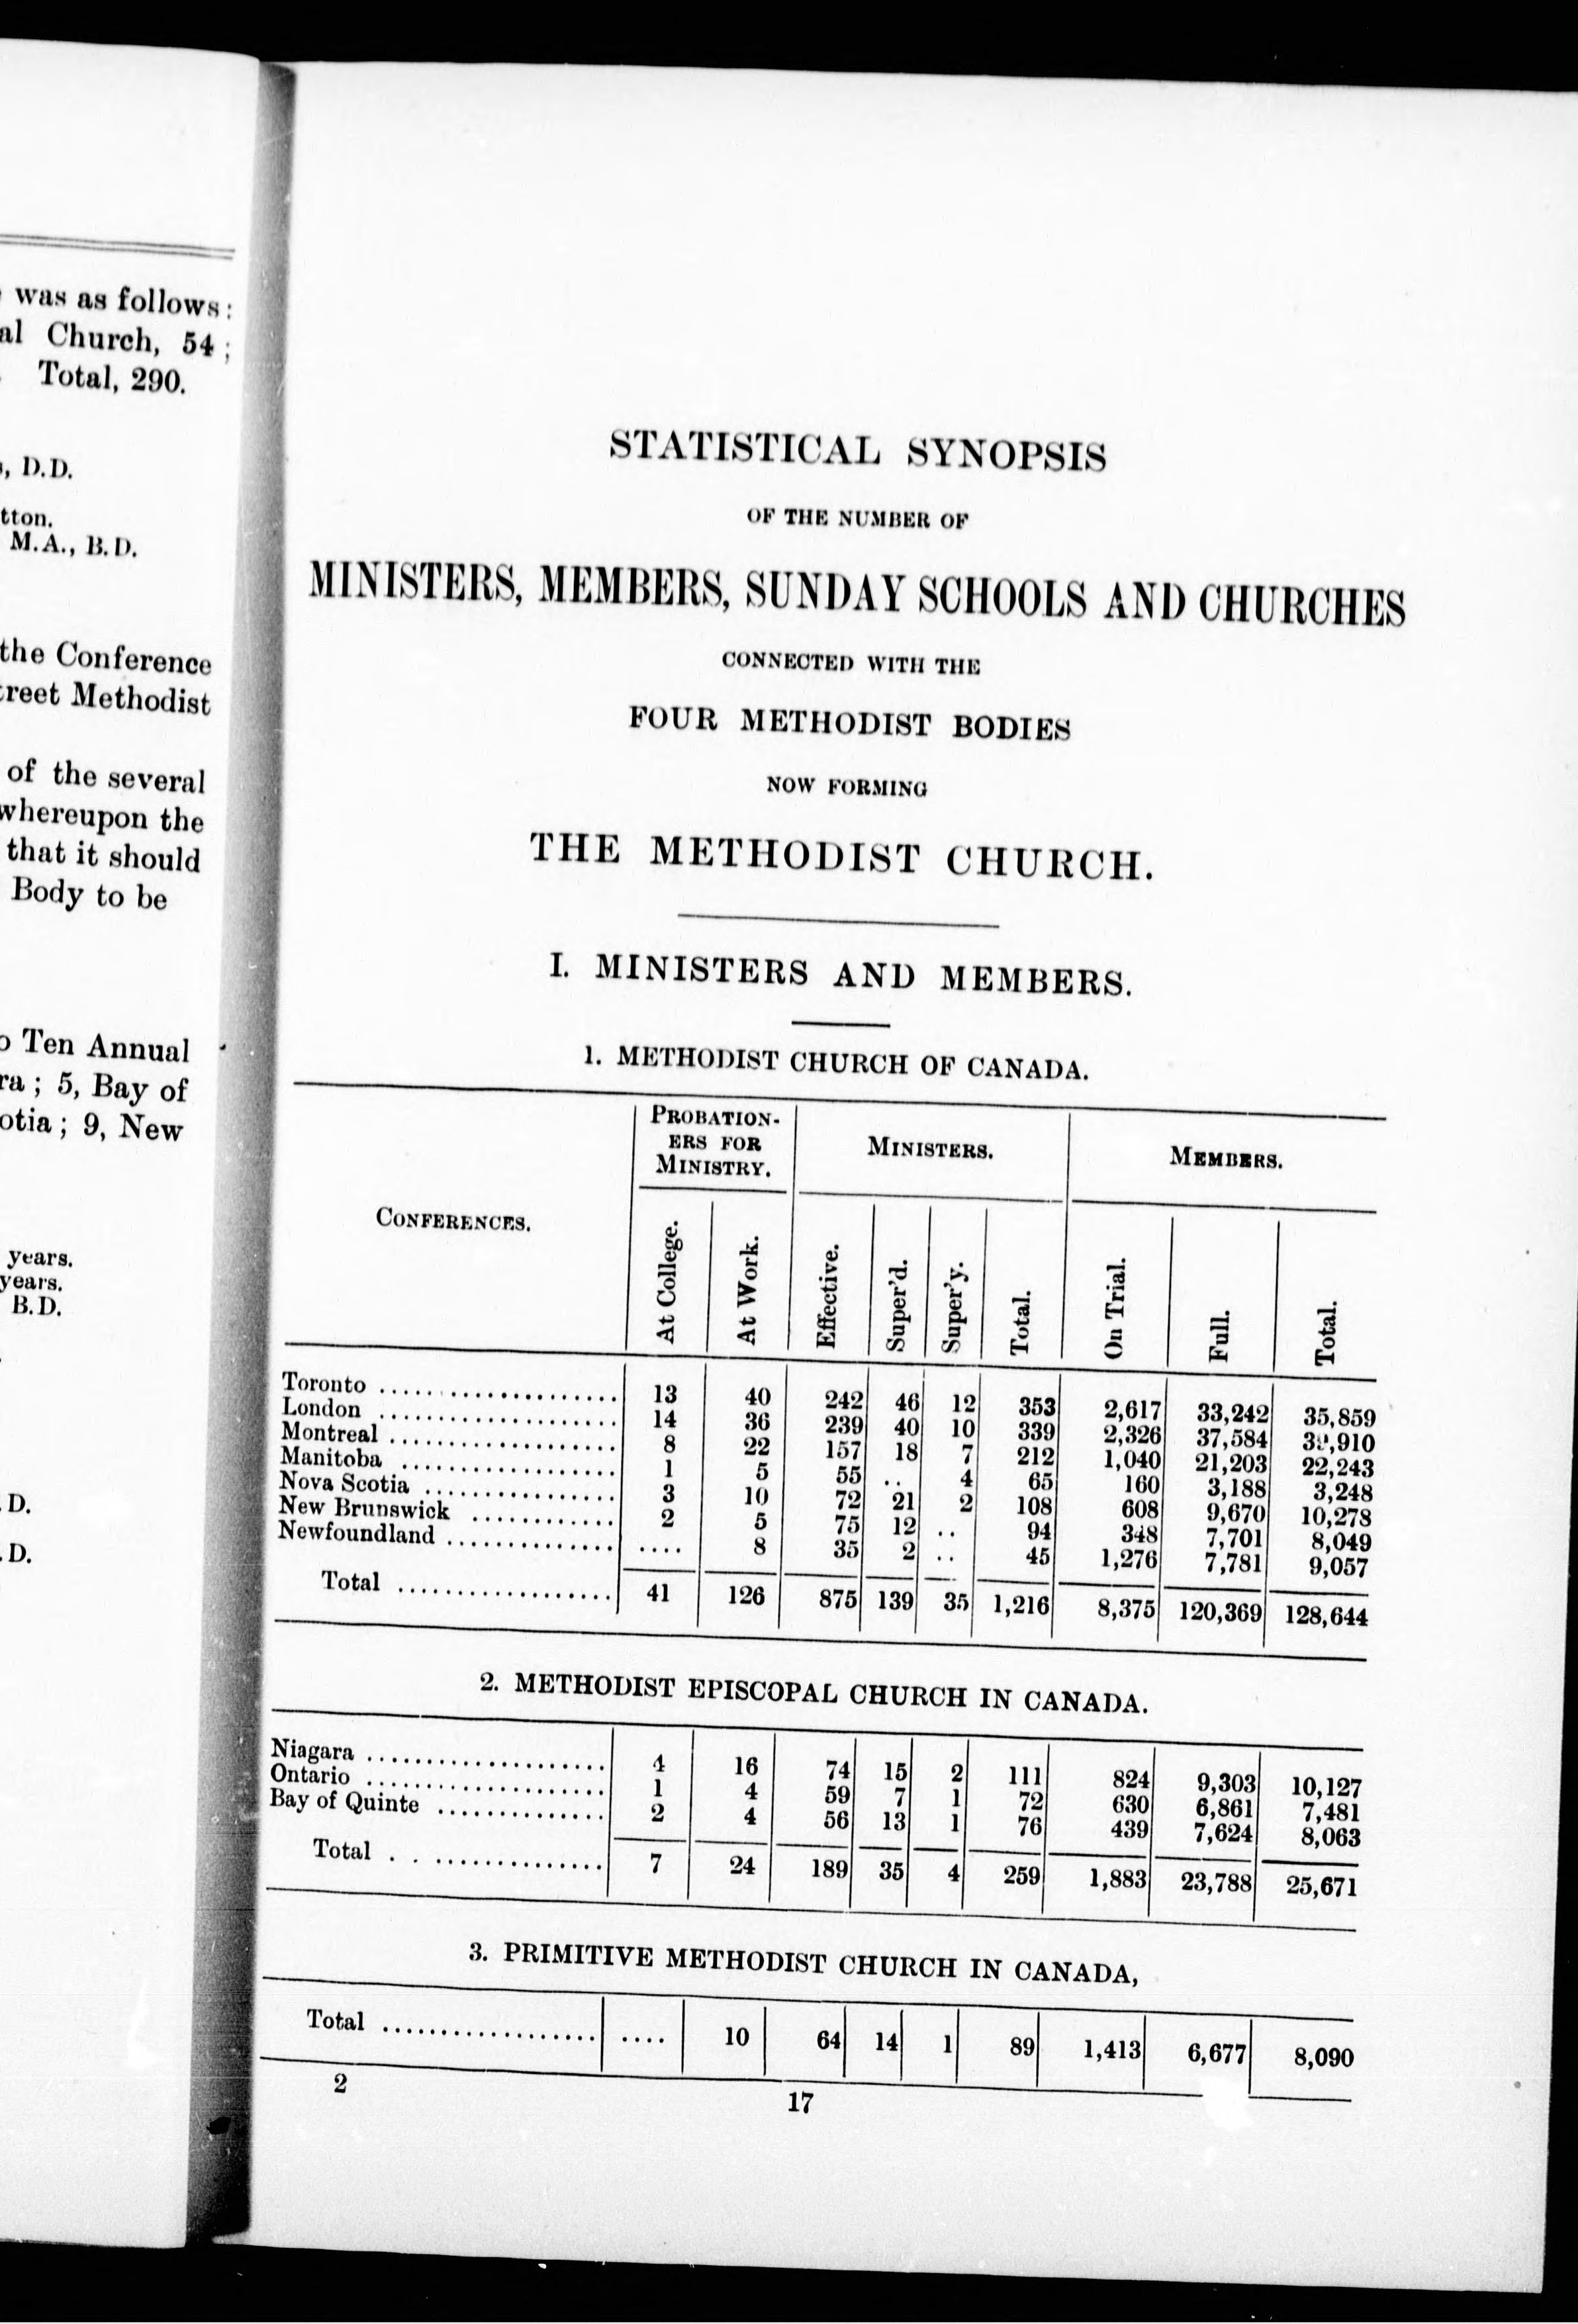 was as follows:
al Church, 54;
Total, 290.
, D.D.
tton.
M.A., B.D.
the Conference
reet Methodist
of the several
whereupon the
that it should
Body to be
o Ten Annual
ra; 5, Bay of
otia; 9, New
years.
years.
B.D.
D.
D.
STATISTICAL SYNOPSIS
OF THE NUMBER OF
MINISTERS, MEMBERS, SUNDAY SCHOOLS AND CHURCHES
CONNECTED WITH THE
FOUR METHODIST BODIES
NOW FORMING
THE METHODIST CHURCH.
I. MINISTERS AND MEMBERS.
1. METHODIST CHURCH OF CANADA.
CONFERENCES.
PROBATION-
ERS FOR
MINISTRY.
MINISTERS.
MEMBERS.
At College. At Work. Effective. Super'd. Super'y. Total. On Trial. Full. Total.
Toronto .................... 13 40 242 46 12 353 2,617 33,242 35,859
London .................... 14 36 239 40 10 339 2,326 37,584 39,910
Montreal .................... 8 22 157 18 7 212 1,040 21,203 22,243
Manitoba .................... 1 5 55 .. 4 65 160 3,188 3,248
Nova Scotia ................. 3 10 72 21 2 108 608 9,670 10,278
New Brunswick ............ 2 5 75 12 .. 94 348 7,701 8,049
Newfoundland .............. .... 8 35 2 .. 45 1,276 7,781 9,057
Total ................... 41 126 875 139 35 1,216 8,375 120,369 128,644
2. METHODIST EPISCOPAL CHURCH IN CANADA.
Niagara ..................... 4 16 74 15 2 111 824 9,303 10,127
Ontario ..................... 1 4 59 7 1 72 630 6,861 7,481
Bay of Quinte ............... 2 4 56 13 1 76 439 7,624 8,063
Total . . ............... 7 24 189 35 4 259 1,883 23,788 25,671
3. PRIMITIVE METHODIST CHURCH IN CANADA,
Total ................... .... 10 64 14 1 89 1,413 6,677 8,090
2
17